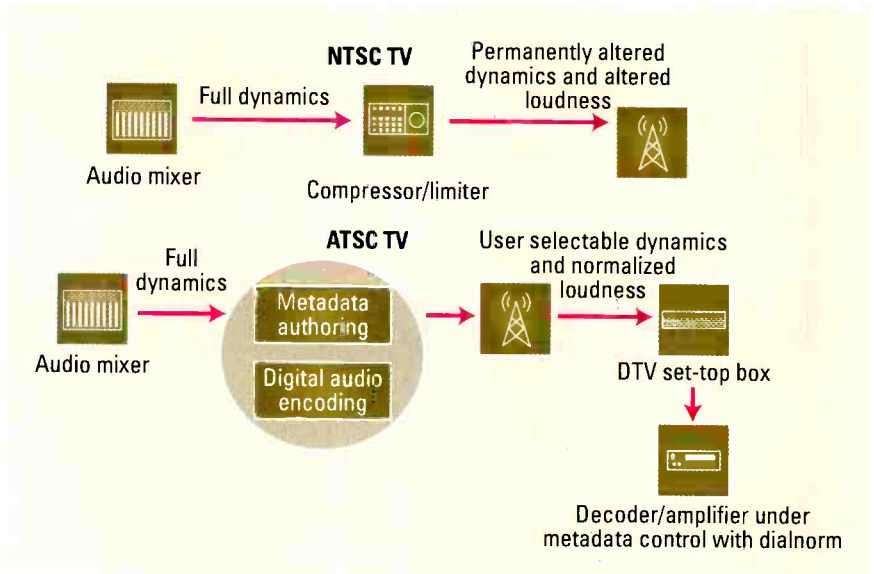 NTSC TV
Permanently altered
dynamics and altered
loudness
Full dynamics
Audio mixer
Compressor/limiter
ATSC TV
User selectable dynamics
and normalized
loudness
Full
dynamics
Metadata
authoring
Digital audio
encoding
Audio mixer
DTV set-top box
Decoder/amplifier under
metadata control with dialnorm